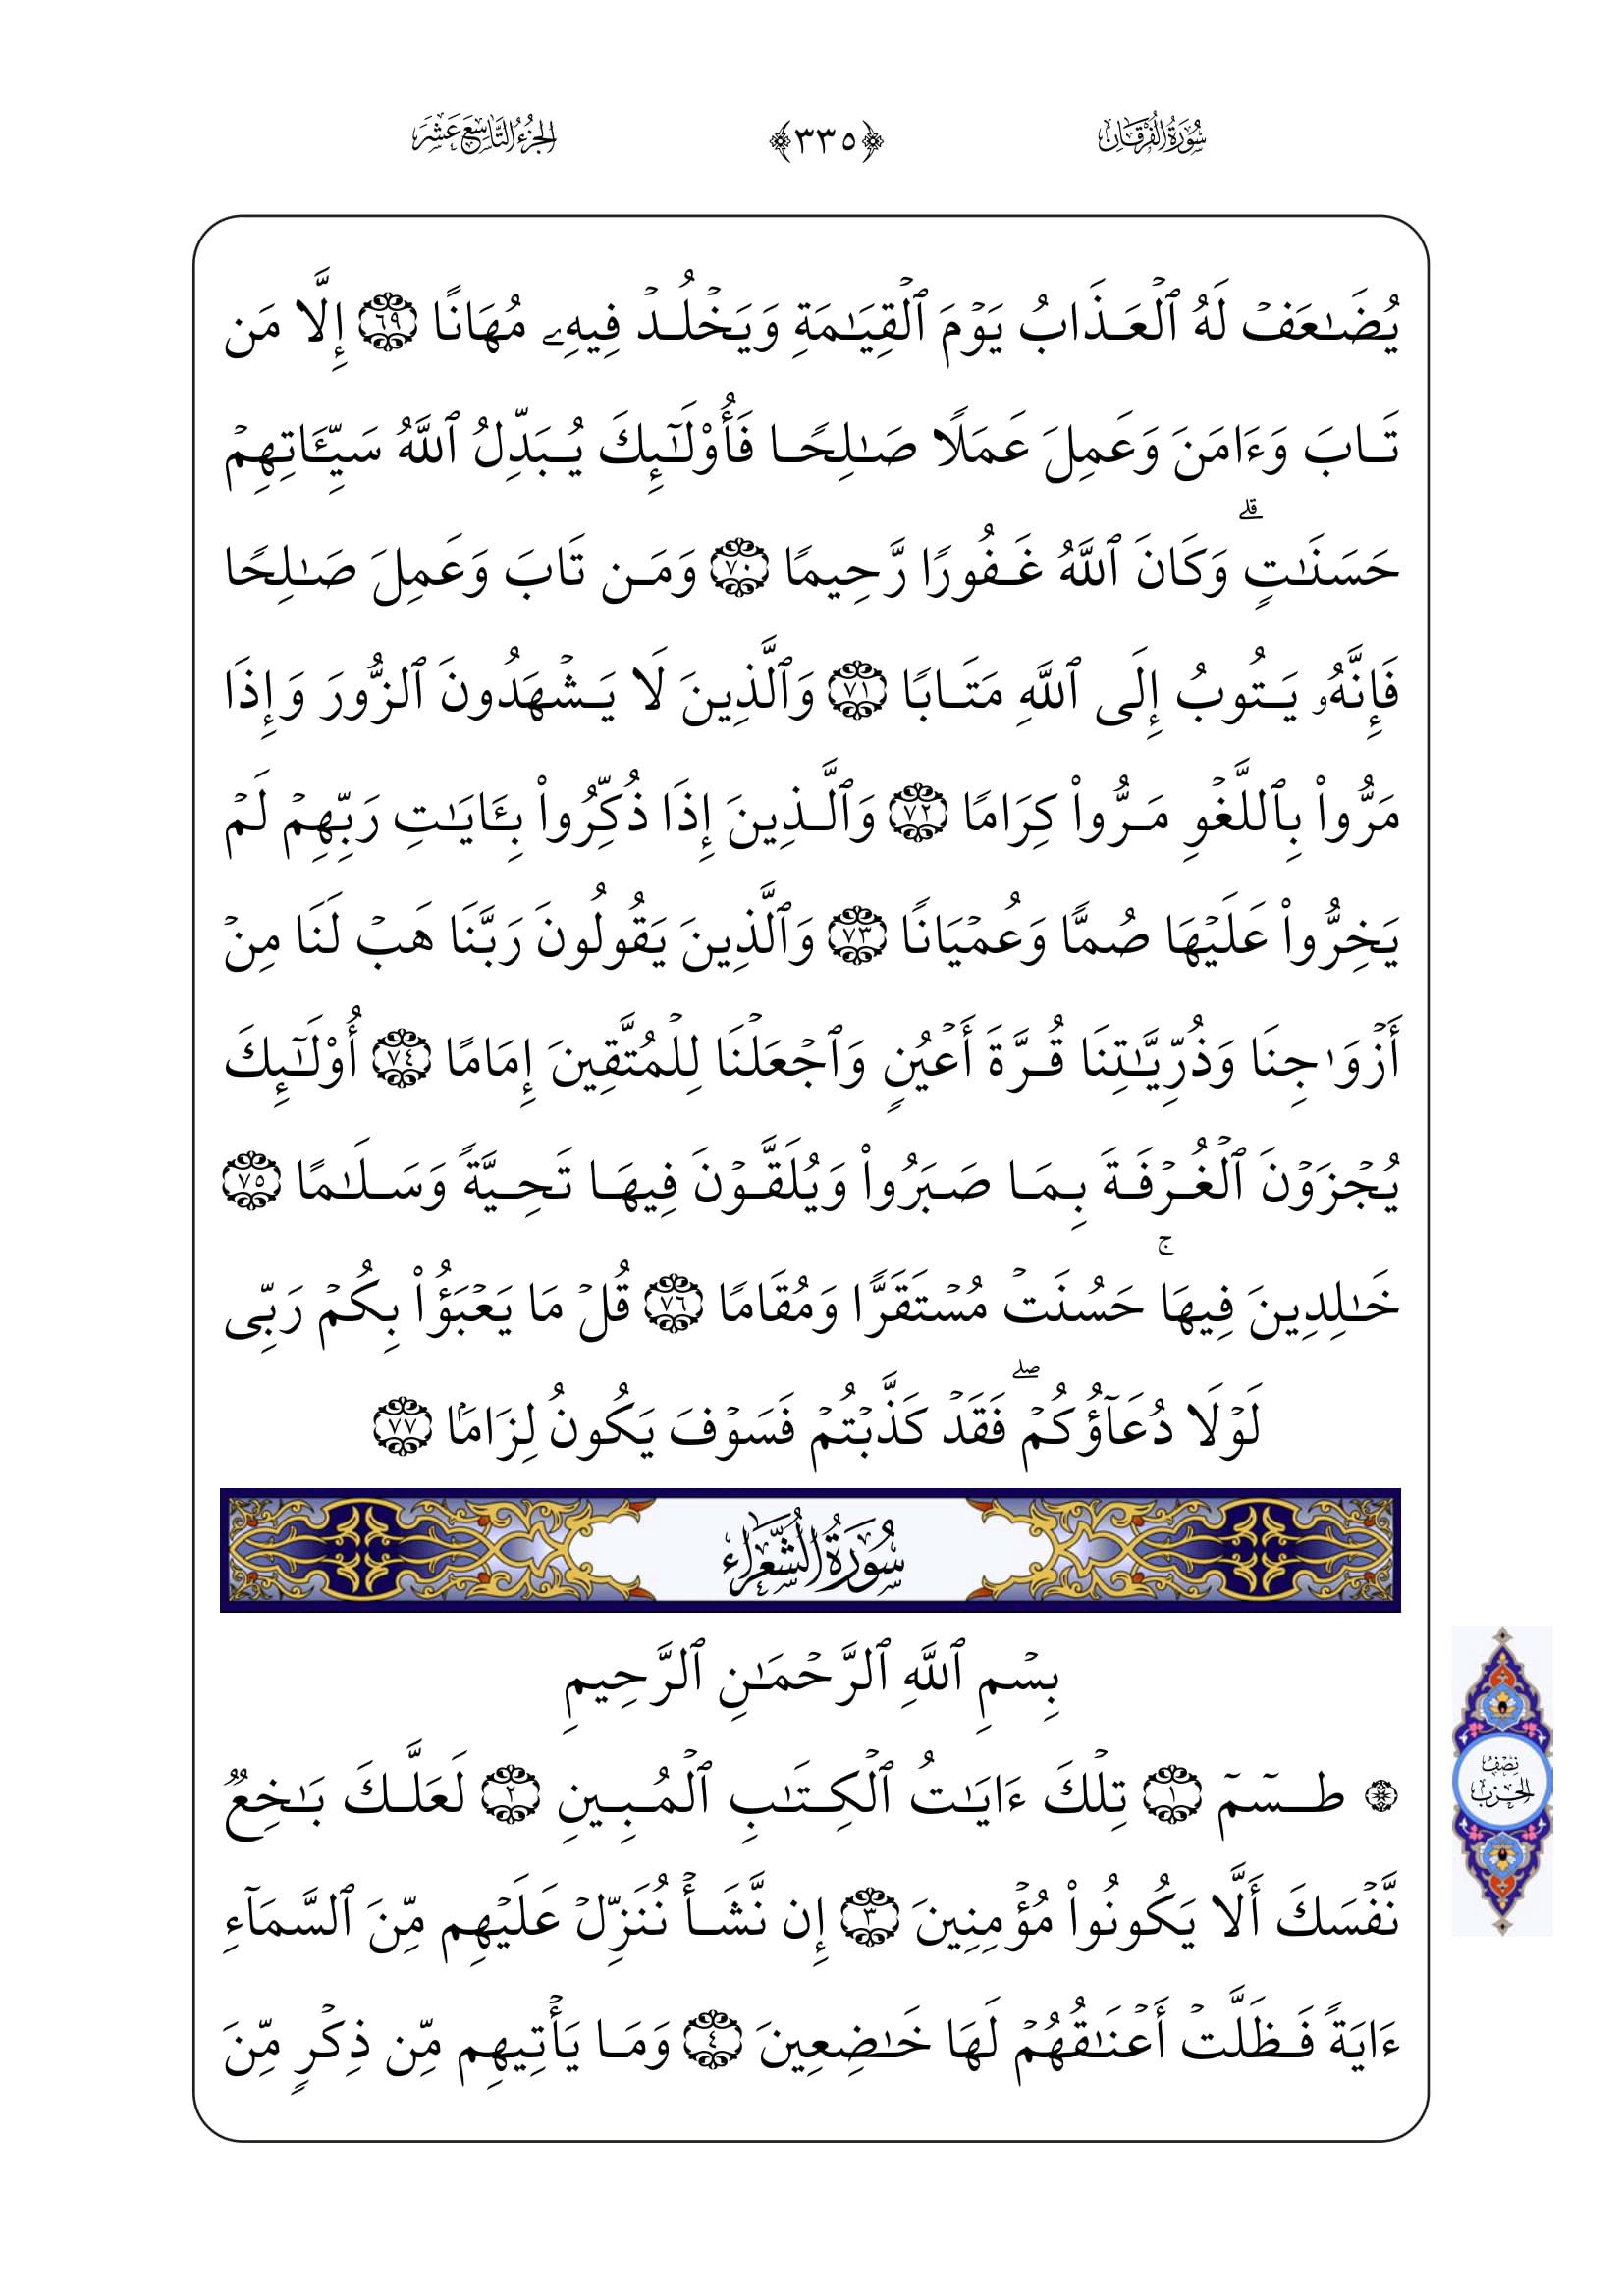 سُورَةُ الْفُرْقَانِ ﴿٣٣٥﴾ الجُزْءُ التَّاسِعَ عَشَرَ
يُضَٰعَفۡ لَهُ ٱلۡعَذَابُ يَوۡمَ ٱلۡقِيَٰمَةِ وَيَخۡلُدۡ فِيهِۦ مُهَانًا ٦٩ إِلَّا مَن
تَابَ وَءَامَنَ وَعَمِلَ عَمَلًا صَٰلِحًا فَأُوْلَٰٓئِكَ يُبَدِّلُ ٱللَّهُ سَيِّـَٔاتِهِمۡ
حَسَنَٰتٍۗ وَكَانَ ٱللَّهُ غَفُورًا رَّحِيمًا ٧٠ وَمَن تَابَ وَعَمِلَ صَٰلِحًا
فَإِنَّهُۥ يَتُوبُ إِلَى ٱللَّهِ مَتَابًا ٧١ وَٱلَّذِينَ لَا يَشۡهَدُونَ ٱلزُّورَ وَإِذَا
مَرُّواْ بِٱللَّغۡوِ مَرُّواْ كِرَامًا ٧٢ وَٱلَّذِينَ إِذَا ذُكِّرُواْ بِـَٔايَٰتِ رَبِّهِمۡ لَمۡ
يَخِرُّواْ عَلَيۡهَا صُمًّا وَعُمۡيَانًا ٧٣ وَٱلَّذِينَ يَقُولُونَ رَبَّنَا هَبۡ لَنَا مِنۡ
أَزۡوَٰجِنَا وَذُرِّيَّٰتِنَا قُرَّةَ أَعۡيُنٍ وَٱجۡعَلۡنَا لِلۡمُتَّقِينَ إِمَامًا ٧٤ أُوْلَٰٓئِكَ
يُجۡزَوۡنَ ٱلۡغُرۡفَةَ بِمَا صَبَرُواْ وَيُلَقَّوۡنَ فِيهَا تَحِيَّةً وَسَلَٰمًا ٧٥
خَٰلِدِينَ فِيهَاۚ حَسُنَتۡ مُسۡتَقَرًّا وَمُقَامًا ٧٦ قُلۡ مَا يَعۡبَؤُاْ بِكُمۡ رَبِّى
لَوۡلَا دُعَآؤُكُمۡۖ فَقَدۡ كَذَّبۡتُمۡ فَسَوۡفَ يَكُونُ لِزَامَۢا ٧٧
سُورَةُ الشُّعَرَاءِ
بِسۡمِ ٱللَّهِ ٱلرَّحۡمَٰنِ ٱلرَّحِيمِ
۞ طسٓمٓ ١ تِلۡكَ ءَايَٰتُ ٱلۡكِتَٰبِ ٱلۡمُبِينِ ٢ لَعَلَّكَ بَٰخِعٌ
نَّفۡسَكَ أَلَّا يَكُونُواْ مُؤۡمِنِينَ ٣ إِن نَّشَأۡ نُنَزِّلۡ عَلَيۡهِم مِّنَ ٱلسَّمَآءِ
ءَايَةً فَظَلَّتۡ أَعۡنَٰقُهُمۡ لَهَا خَٰضِعِينَ ٤ وَمَا يَأۡتِيهِم مِّن ذِكۡرٍ مِّنَ
نِصْفُ
الحِزْبِ